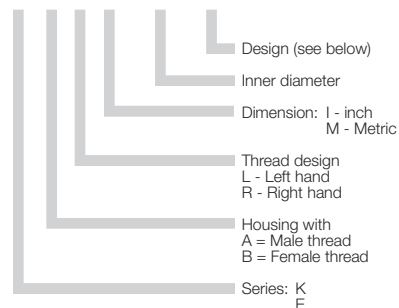 Design (see below)
Inner diameter
Dimension: I - inch
M - Metric
Thread design
L - Left hand
R - Right hand
Housing with
A = Male thread
B = Female thread
Series: K